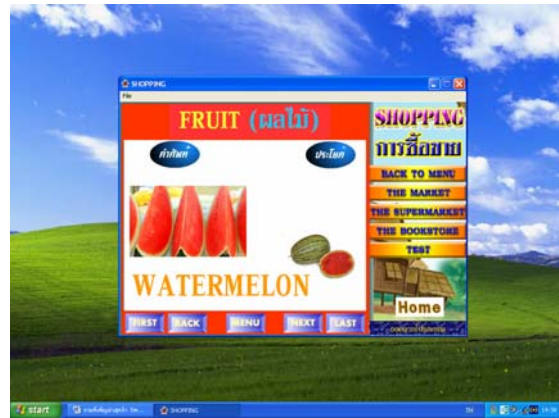 SHOPPING
File
FRUIT (ผลไม้)
คำศัพท์
ประโยค
WATERMELON
FIRST
BACK
MENU
NEXT
LAST
SHOPPING
การซื้อขาย
BACK TO MENU
THE MARKET
THE SUPERMARKET
THE BOOKSTORE
TEST
Home
start
SHOPPING